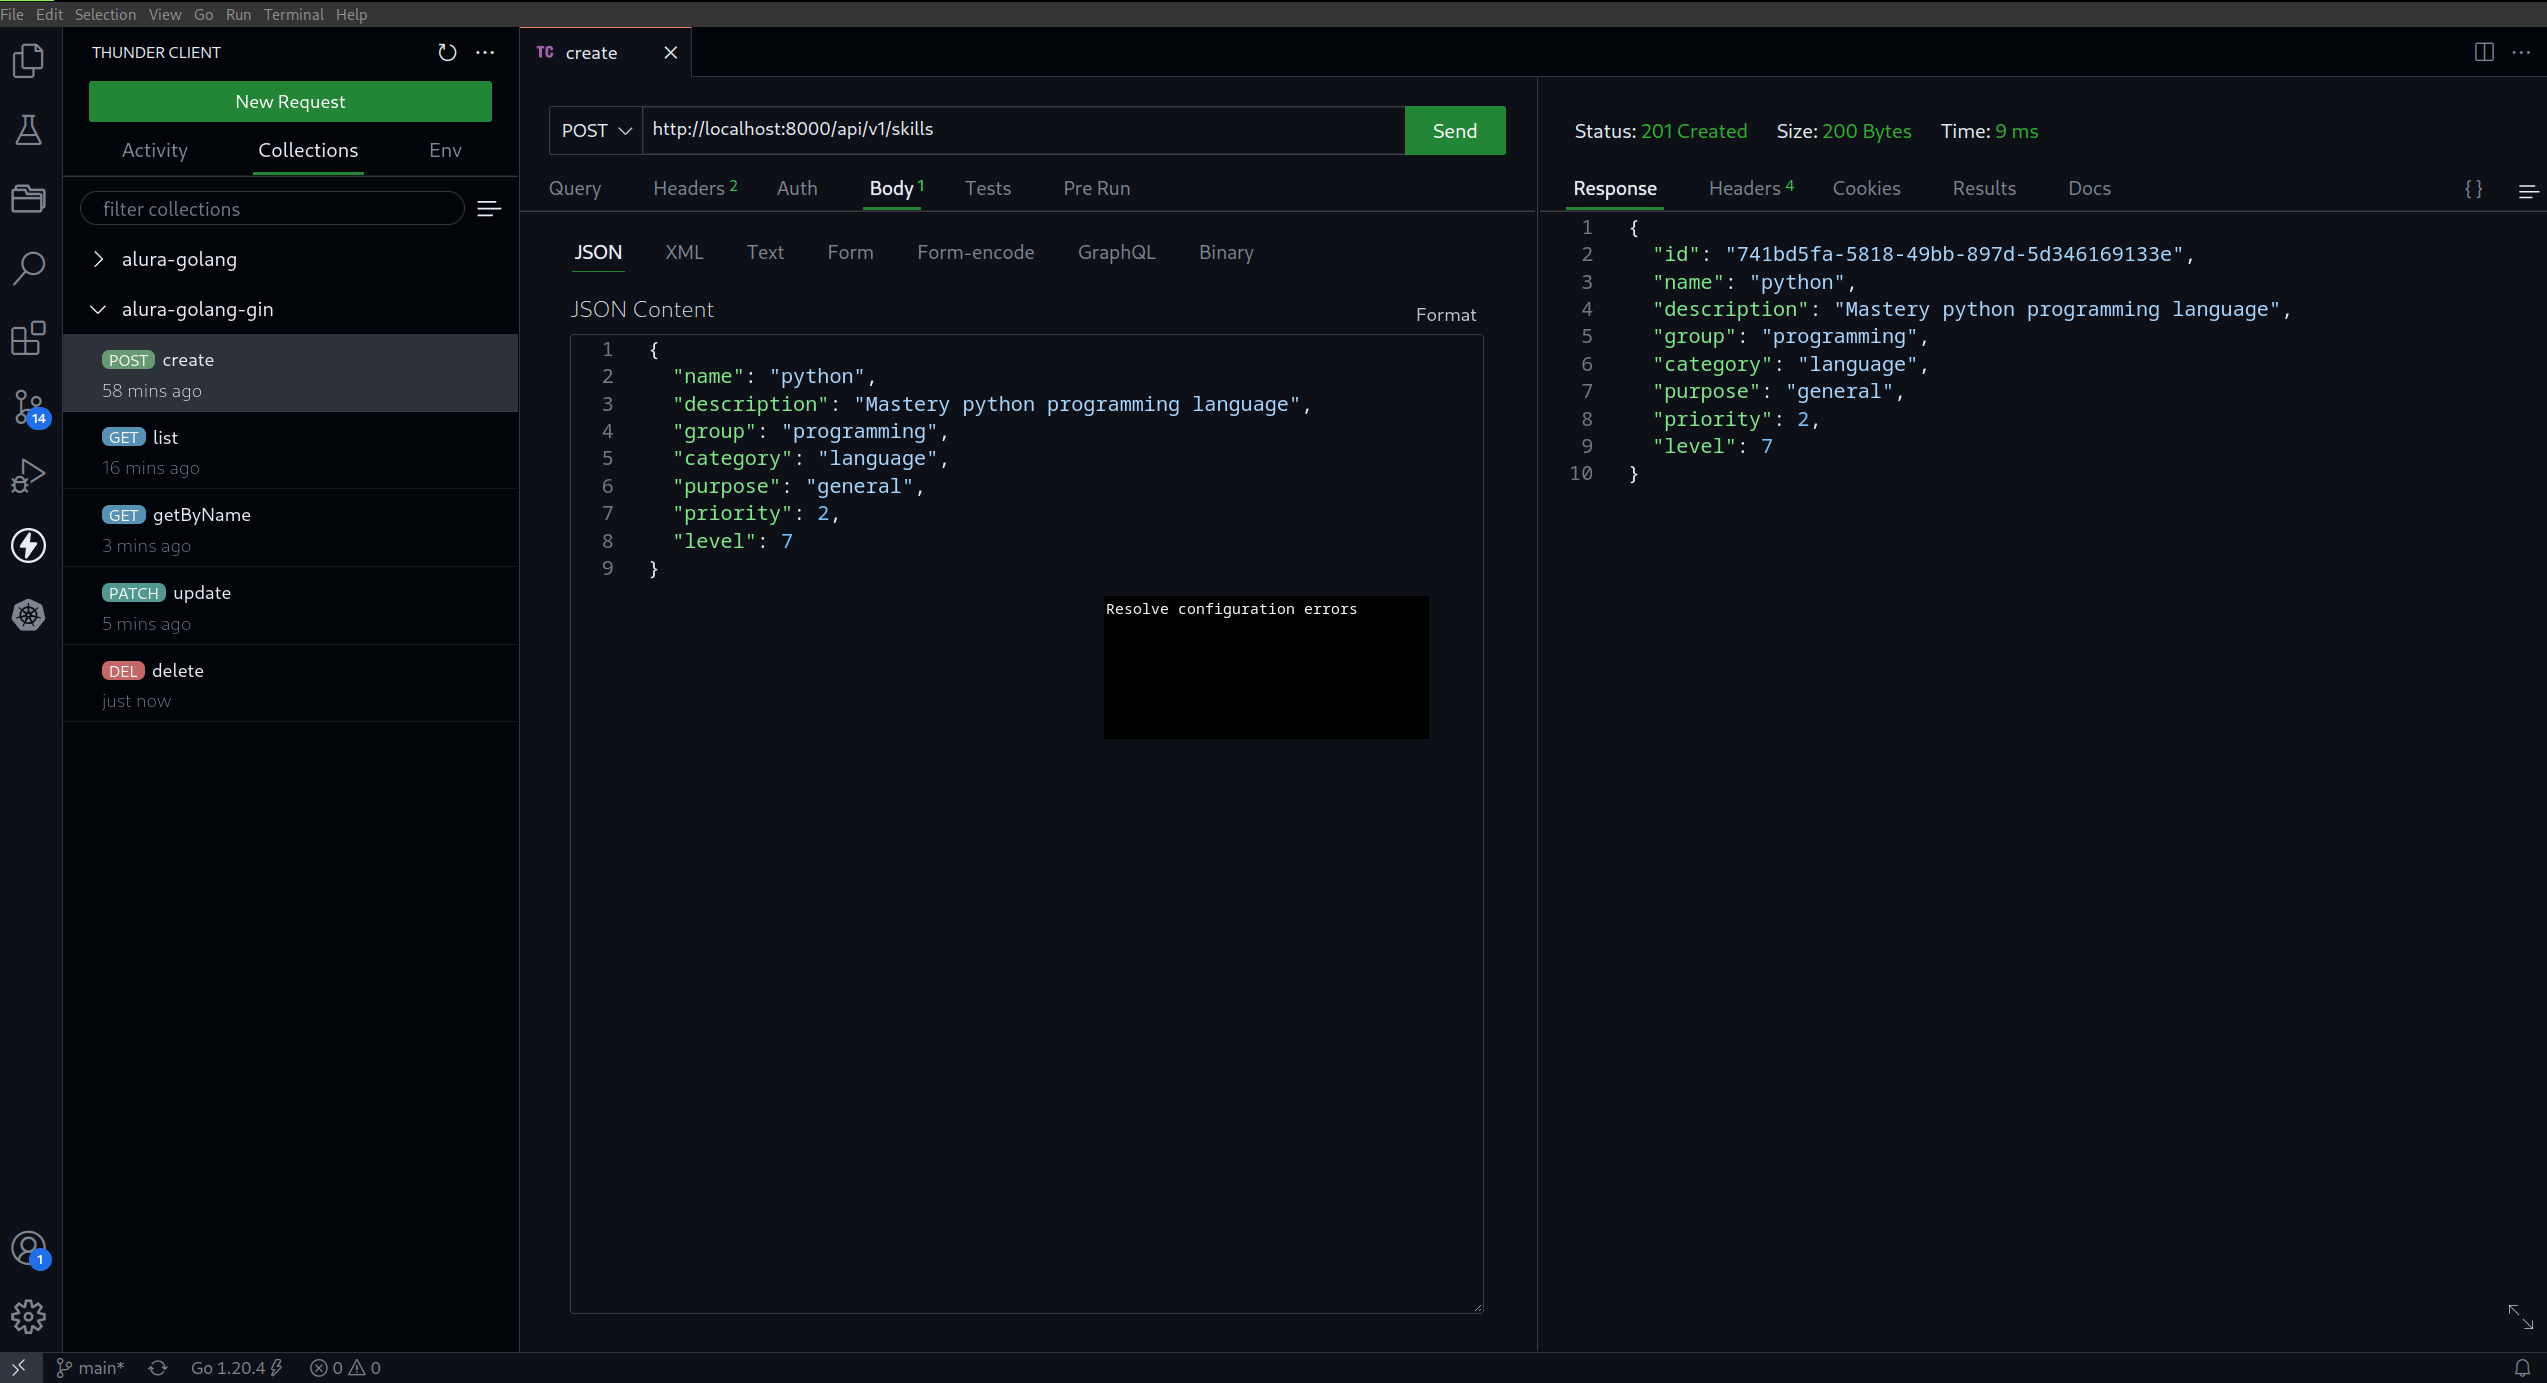 File Edit Selection View Go Run Terminal Help
THUNDER CLIENT
New Request
Activity Collections Env
filter collections
alura-golang
alura-golang-gin
POST create
58 mins ago
GET list
16 mins ago
GET getByName
3 mins ago
PATCH update
5 mins ago
DEL delete
just now
14
1
TC create
POST http://localhost:8000/api/v1/skills Send
Query Headers 2 Auth Body 1 Tests Pre Run
JSON XML Text Form Form-encode GraphQL Binary
JSON Content Format
1 {
2 "name": "python",
3 "description": "Mastery python programming language",
4 "group": "programming",
5 "category": "language",
6 "purpose": "general",
7 "priority": 2,
8 "level": 7
9 }
Resolve configuration errors
Status: 201 Created Size: 200 Bytes Time: 9 ms
Response Headers 4 Cookies Results Docs {}
1 {
2 "id": "741bd5fa-5818-49bb-897d-5d346169133e",
3 "name": "python",
4 "description": "Mastery python programming language",
5 "group": "programming",
6 "category": "language",
7 "purpose": "general",
8 "priority": 2,
9 "level": 7
10 }
main* Go 1.20.4 0 0